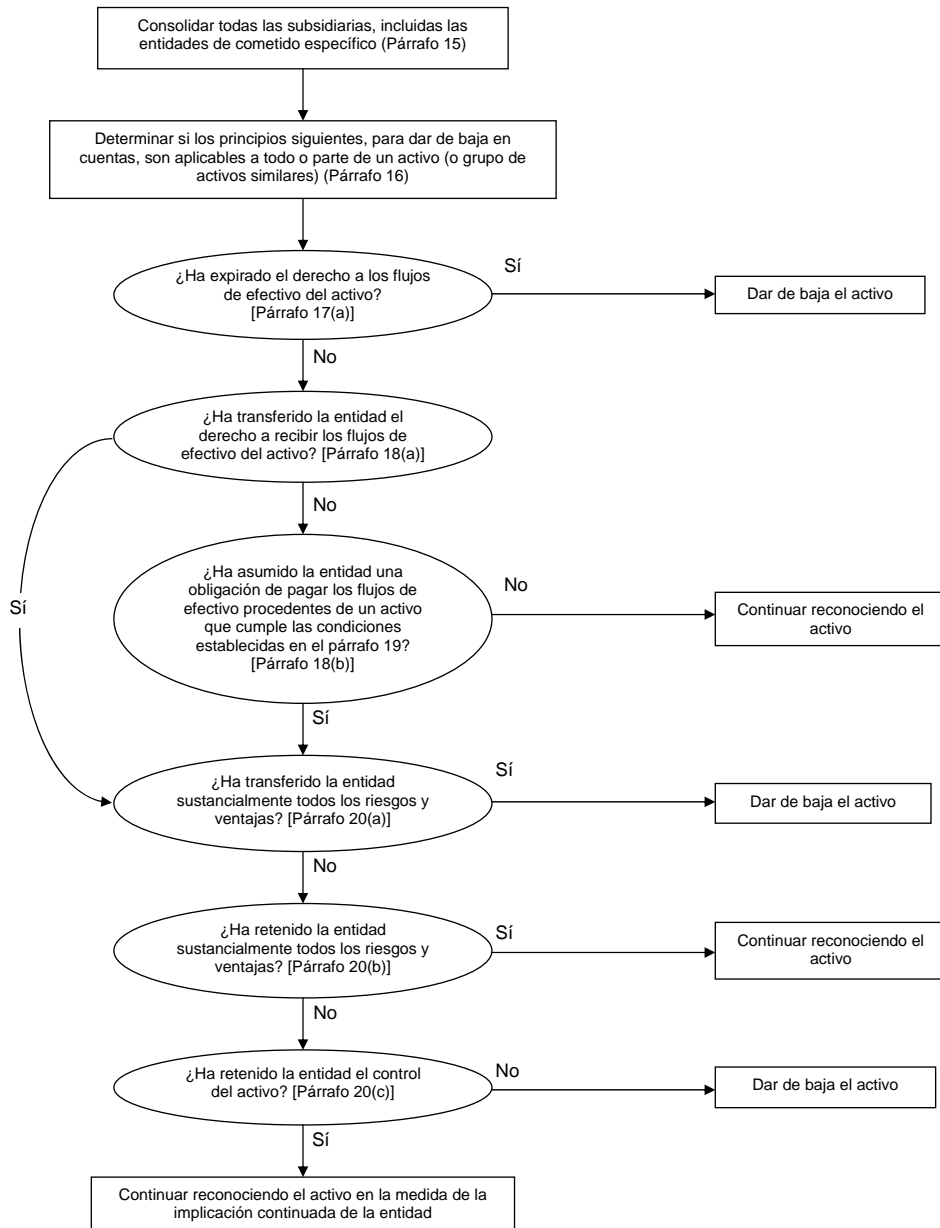 Consolidar todas las subsidiarias, incluidas las
entidades de cometido específico (Párrafo 15)
Determinar si los principios siguientes, para dar de baja en
cuentas, son aplicables a todo o parte de un activo (o grupo de
activos similares) (Párrafo 16)
¿Ha expirado el derecho a los flujos
de efectivo del activo?
[Párrafo 17(a)]
Sí
Dar de baja el activo
No
¿Ha transferido la entidad el
derecho a recibir los flujos de
efectivo del activo? [Párrafo 18(a)]
No
Sí
¿Ha asumido la entidad una
obligación de pagar los flujos de
efectivo procedentes de un activo
que cumple las condiciones
establecidas en el párrafo 19?
[Párrafo 18(b)]
No
Continuar reconociendo el
activo
Sí
¿Ha transferido la entidad
sustancialmente todos los riesgos y
ventajas? [Párrafo 20(a)]
Sí
Dar de baja el activo
No
¿Ha retenido la entidad
sustancialmente todos los riesgos y
ventajas? [Párrafo 20(b)]
Sí
Continuar reconociendo el
activo
No
¿Ha retenido la entidad el control
del activo? [Párrafo 20(c)]
No
Dar de baja el activo
Sí
Continuar reconociendo el activo en la medida de la
implicación continuada de la entidad